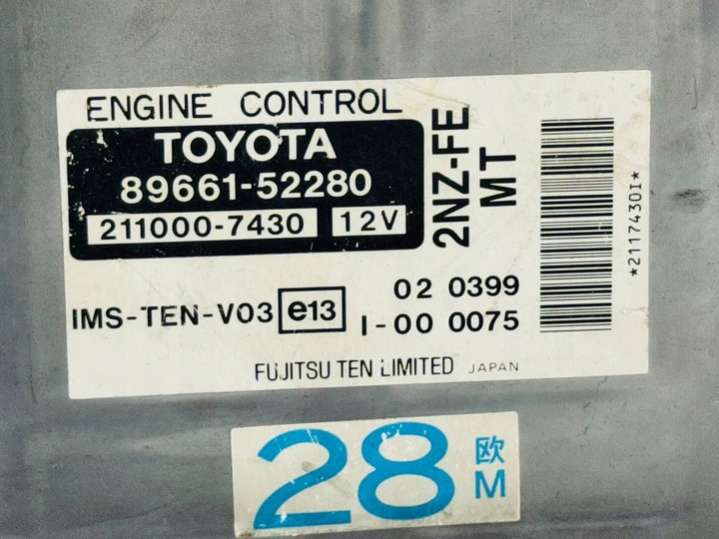 ENGINE CONTROL
TOYOTA
89661-52280
211000-7430 12V
2NZ-FE
MT
IMS-TEN-V03 e13 02 0399
I-00 0075
FUJITSU TEN LIMITED JAPAN
*2117430I*
28 欧
M